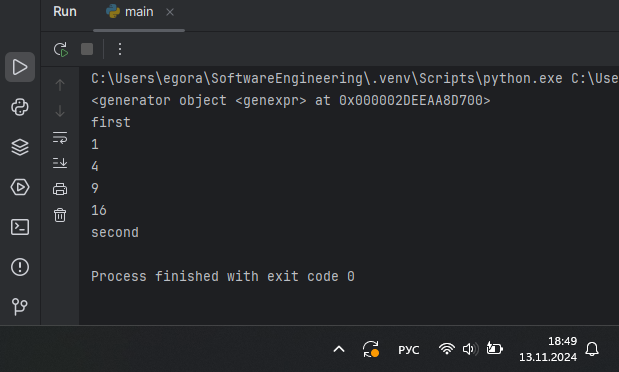 Run
main
C:\Users\egora\SoftwareEngineering\.venv\Scripts\python.exe C:\Use
<generator object <genexpr> at 0x000002DEEAA8D700>
first
1
4
9
16
second
Process finished with exit code 0
РУС
18:49
13.11.2024